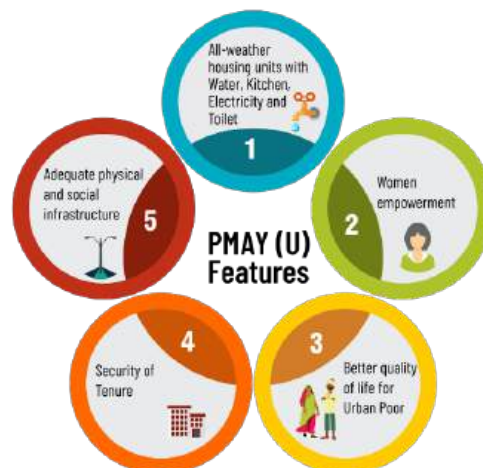 All-weather
housing units with
Water, Kitchen,
Electricity and
Toilet
1
Women
empowerment
2
Better quality
of life for
Urban Poor
3
Security of
Tenure
4
Adequate physical
and social
infrastructure
5
PMAY (U)
Features